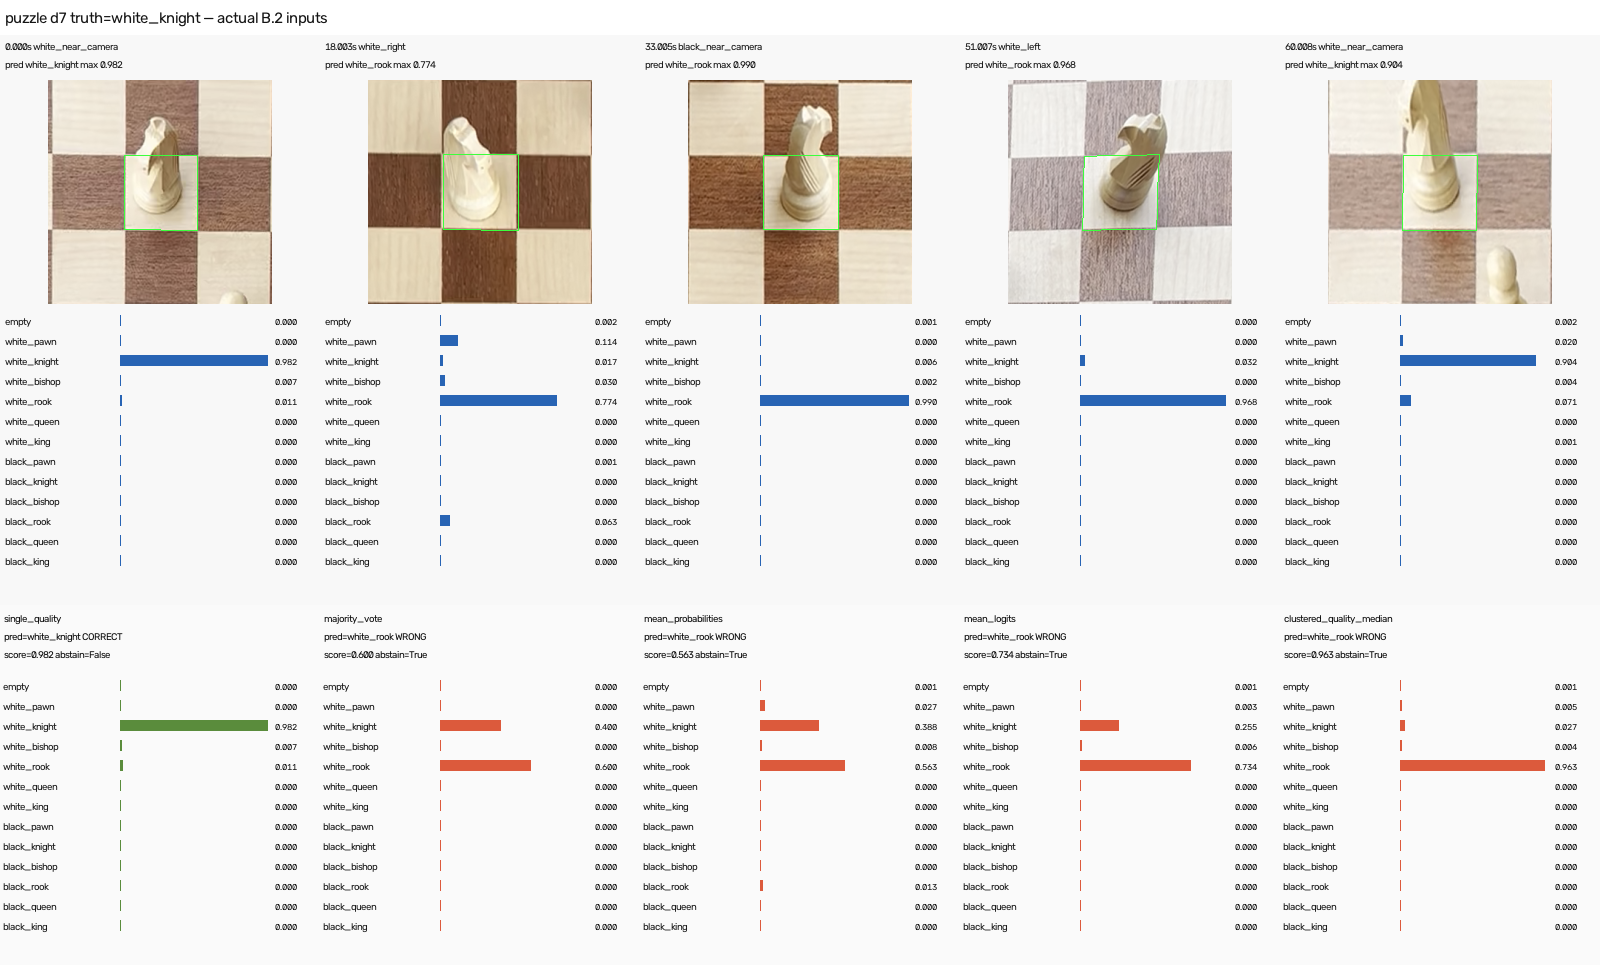 puzzle d7 truth=white_knight — actual B.2 inputs
0.000s white_near_camera
pred white_knight max 0.982
empty 0.000
white_pawn 0.000
white_knight 0.982
white_bishop 0.007
white_rook 0.011
white_queen 0.000
white_king 0.000
black_pawn 0.000
black_knight 0.000
black_bishop 0.000
black_rook 0.000
black_queen 0.000
black_king 0.000
18.003s white_right
pred white_rook max 0.774
empty 0.002
white_pawn 0.114
white_knight 0.017
white_bishop 0.030
white_rook 0.774
white_queen 0.000
white_king 0.000
black_pawn 0.001
black_knight 0.000
black_bishop 0.000
black_rook 0.063
black_queen 0.000
black_king 0.000
33.005s black_near_camera
pred white_rook max 0.990
empty 0.001
white_pawn 0.000
white_knight 0.006
white_bishop 0.002
white_rook 0.990
white_queen 0.000
white_king 0.000
black_pawn 0.000
black_knight 0.000
black_bishop 0.000
black_rook 0.000
black_queen 0.000
black_king 0.000
51.007s white_left
pred white_rook max 0.968
empty 0.000
white_pawn 0.000
white_knight 0.032
white_bishop 0.000
white_rook 0.968
white_queen 0.000
white_king 0.000
black_pawn 0.000
black_knight 0.000
black_bishop 0.000
black_rook 0.000
black_queen 0.000
black_king 0.000
60.008s white_near_camera
pred white_knight max 0.904
empty 0.002
white_pawn 0.020
white_knight 0.904
white_bishop 0.004
white_rook 0.071
white_queen 0.000
white_king 0.001
black_pawn 0.000
black_knight 0.000
black_bishop 0.000
black_rook 0.000
black_queen 0.000
black_king 0.000
single_quality
pred=white_knight CORRECT
score=0.982 abstain=False
empty 0.000
white_pawn 0.000
white_knight 0.982
white_bishop 0.007
white_rook 0.011
white_queen 0.000
white_king 0.000
black_pawn 0.000
black_knight 0.000
black_bishop 0.000
black_rook 0.000
black_queen 0.000
black_king 0.000
majority_vote
pred=white_rook WRONG
score=0.600 abstain=True
empty 0.000
white_pawn 0.000
white_knight 0.400
white_bishop 0.000
white_rook 0.600
white_queen 0.000
white_king 0.000
black_pawn 0.000
black_knight 0.000
black_bishop 0.000
black_rook 0.000
black_queen 0.000
black_king 0.000
mean_probabilities
pred=white_rook WRONG
score=0.563 abstain=True
empty 0.001
white_pawn 0.027
white_knight 0.388
white_bishop 0.008
white_rook 0.563
white_queen 0.000
white_king 0.000
black_pawn 0.000
black_knight 0.000
black_bishop 0.000
black_rook 0.013
black_queen 0.000
black_king 0.000
mean_logits
pred=white_rook WRONG
score=0.734 abstain=True
empty 0.001
white_pawn 0.003
white_knight 0.255
white_bishop 0.006
white_rook 0.734
white_queen 0.000
white_king 0.000
black_pawn 0.000
black_knight 0.000
black_bishop 0.000
black_rook 0.000
black_queen 0.000
black_king 0.000
clustered_quality_median
pred=white_rook WRONG
score=0.963 abstain=True
empty 0.001
white_pawn 0.005
white_knight 0.027
white_bishop 0.004
white_rook 0.963
white_queen 0.000
white_king 0.000
black_pawn 0.000
black_knight 0.000
black_bishop 0.000
black_rook 0.000
black_queen 0.000
black_king 0.000